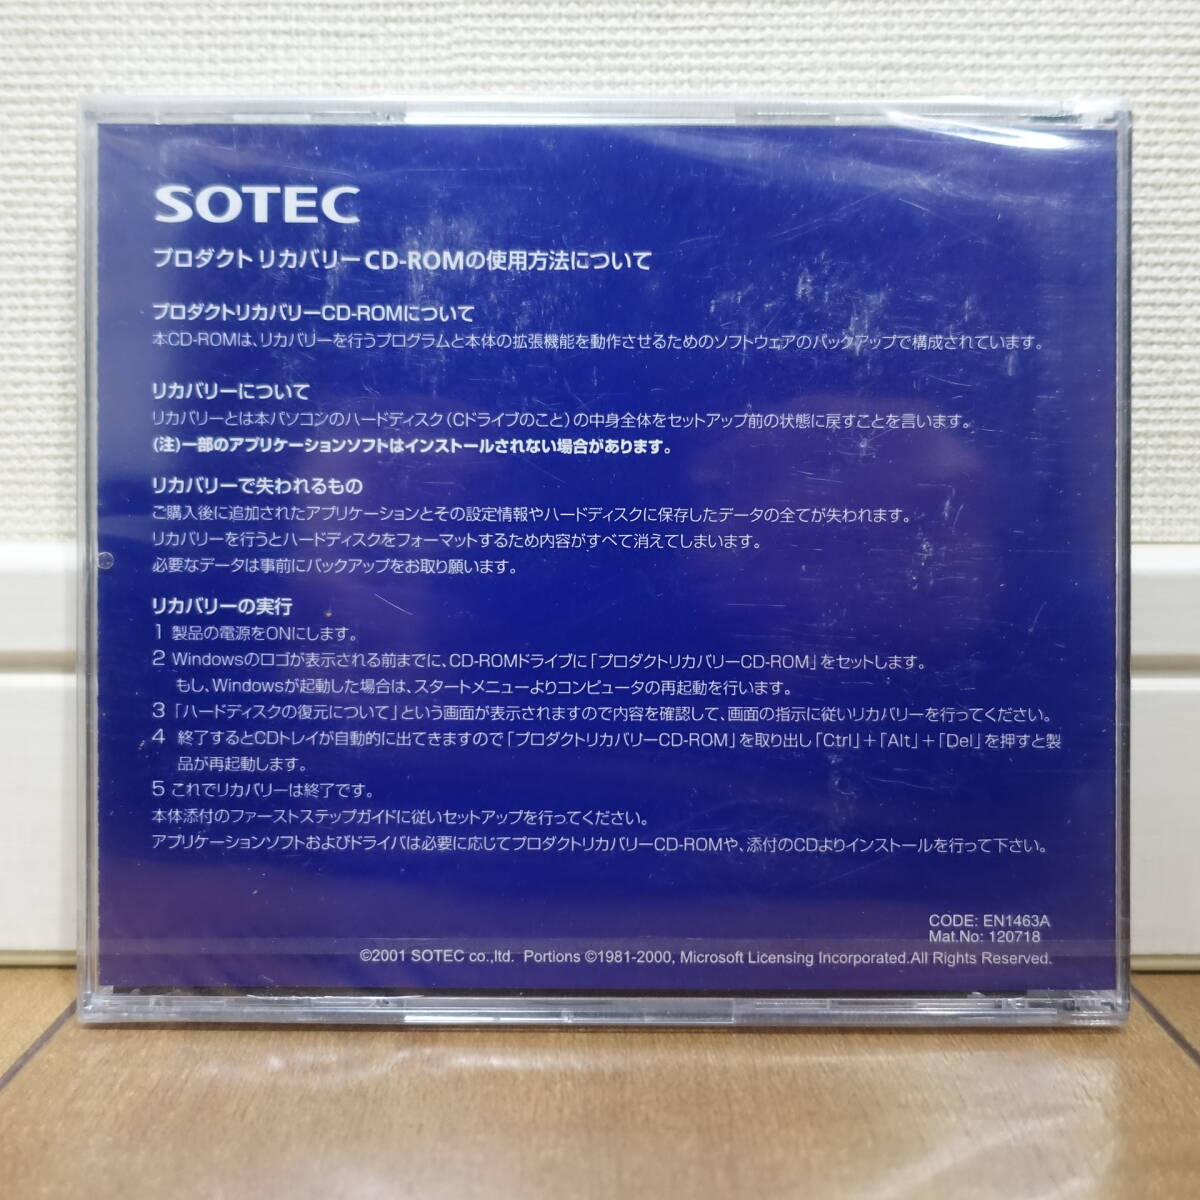 SOTEC
プロダクト リカバリー CD-ROMの使用方法について
プロダクトリカバリーCD-ROMについて
本CD-ROMは、リカバリーを行うプログラムと本体の拡張機能を動作させるためのソフトウェアのバックアップで構成されています。
リカバリーについて
リカバリーとは本パソコンのハードディスク(Cドライブのこと)の中身全体をセットアップ前の状態に戻すことを言います。
(注)一部のアプリケーションソフトはインストールされない場合があります。
リカバリーで失われるもの
ご購入後に追加されたアプリケーションとその設定情報やハードディスクに保存したデータの全てが失われます。
リカバリーを行うとハードディスクをフォーマットするため内容がすべて消えてしまいます。
必要なデータは事前にバックアップをお取り願います。
リカバリーの実行
1 製品の電源をONにします。
2 Windowsのロゴが表示される前までに、CD-ROMドライブに「プロダクトリカバリーCD-ROM」をセットします。
もし、Windowsが起動した場合は、スタートメニューよりコンピュータの再起動を行います。
3 「ハードディスクの復元について」という画面が表示されますので内容を確認して、画面の指示に従いリカバリーを行ってください。
4 終了するとCDトレイが自動的に出てきますので「プロダクトリカバリーCD-ROM」を取り出し「Ctrl」+「Alt」+「Del」を押すと製
品が再起動します。
5 これでリカバリーは終了です。
本体添付のファーストステップガイドに従いセットアップを行ってください。
アプリケーションソフトおよびドライバは必要に応じてプロダクトリカバリーCD-ROMや、添付のCDよりインストールを行って下さい。
CODE: EN1463A
Mat.No: 120718
©2001 SOTEC co.,ltd. Portions ©1981-2000, Microsoft Licensing Incorporated.All Rights Reserved.